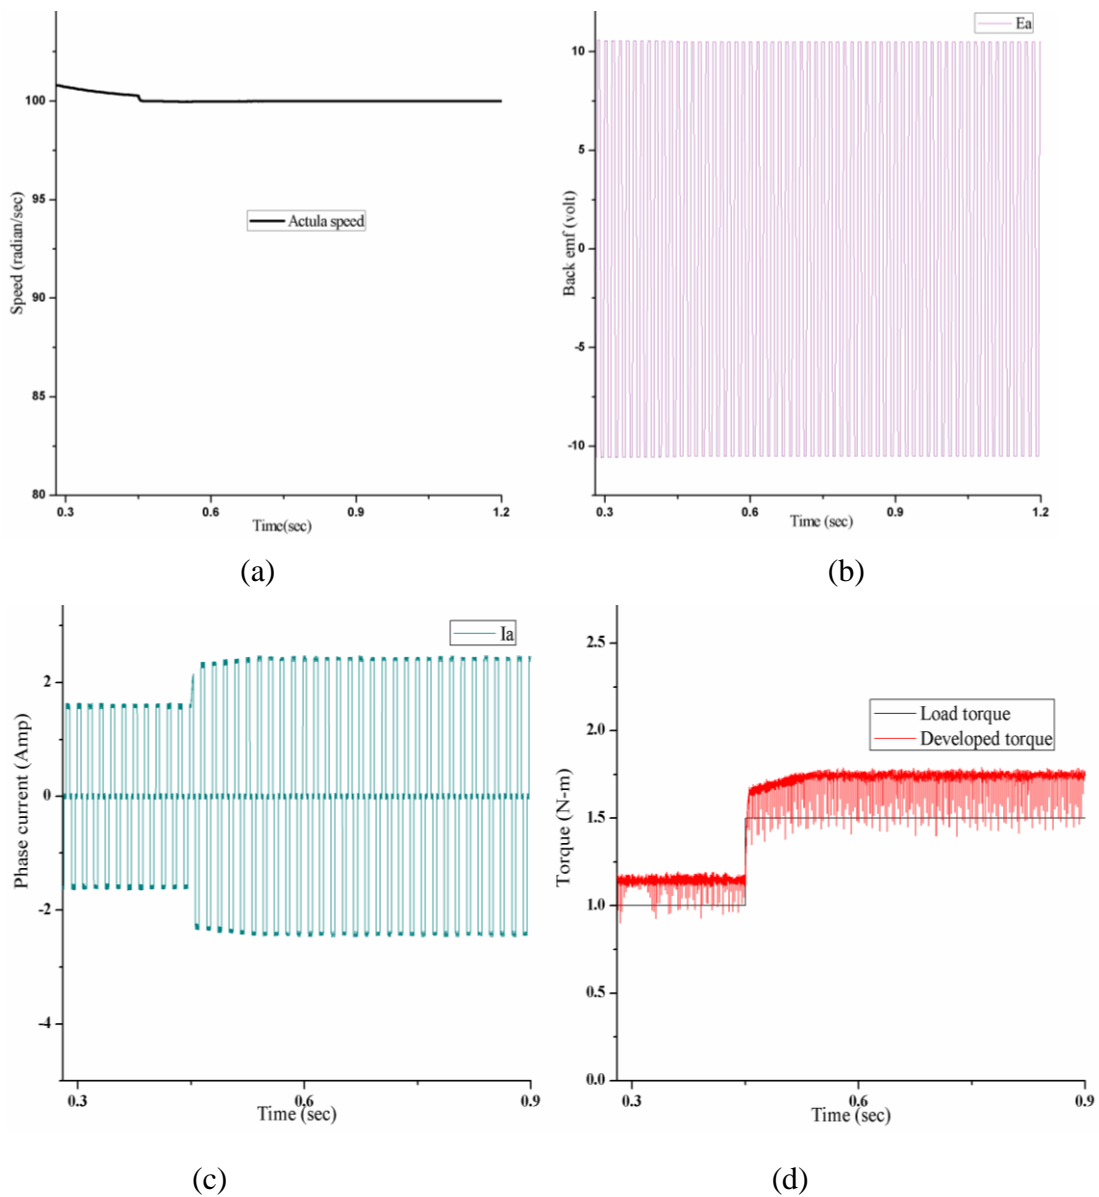 Ea
100
95
90
85
80
Speed (radian/sec)
Actula speed
0.3
0.6
0.9
1.2
Time(sec)
10
5
0
-5
-10
Back emf (volt)
0.3
0.6
0.9
1.2
Time (sec)
(a)
(b)
Ia
2
0
-2
-4
Phase current (Amp)
0.3
0.6
0.9
Time (sec)
2.5
2.0
1.5
1.0
0.5
0.0
Torque (N-m)
Load torque
Developed torque
0.3
0.6
0.9
Time (sec)
(c)
(d)